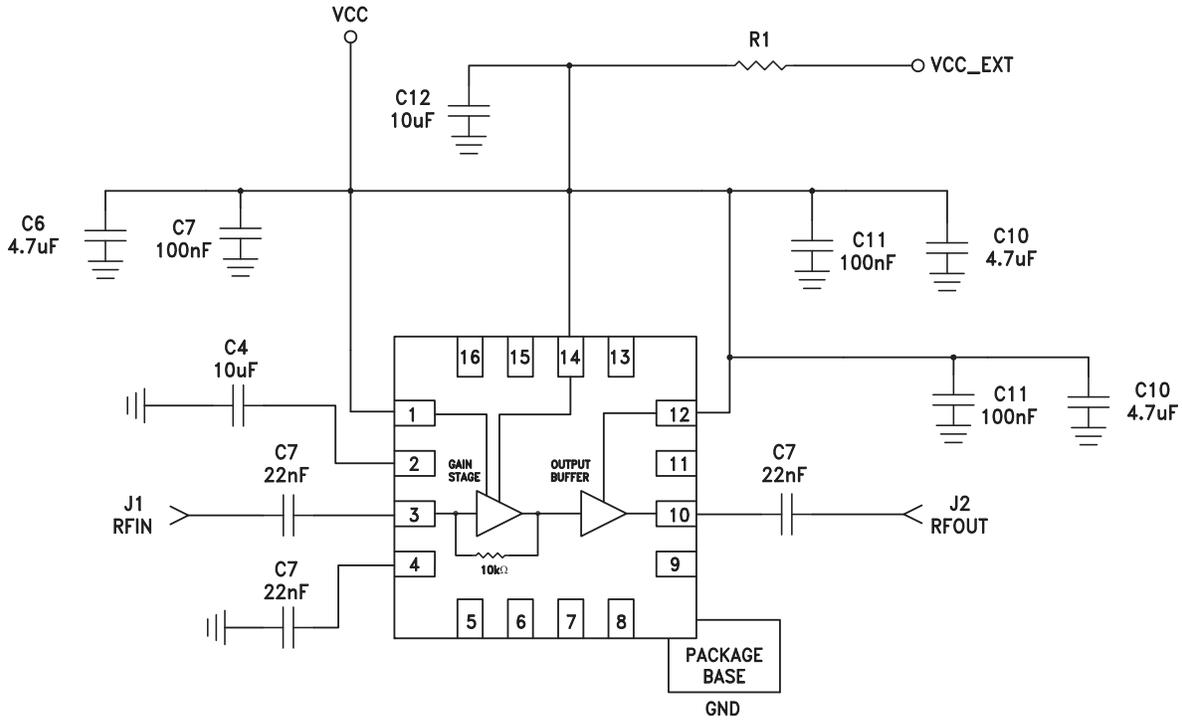 VCC
R1
VCC_EXT
C12
10uF
C6
4.7uF
C7
100nF
C11
100nF
C10
4.7uF
C4
10uF
16
15
14
13
C11
100nF
C10
4.7uF
1
12
2
GAIN
STAGE
OUTPUT
BUFFER
11
C7
22nF
C7
22nF
J1
RFIN
3
10
J2
RFOUT
4
10kΩ
9
C7
22nF
5
6
7
8
PACKAGE
BASE
GND